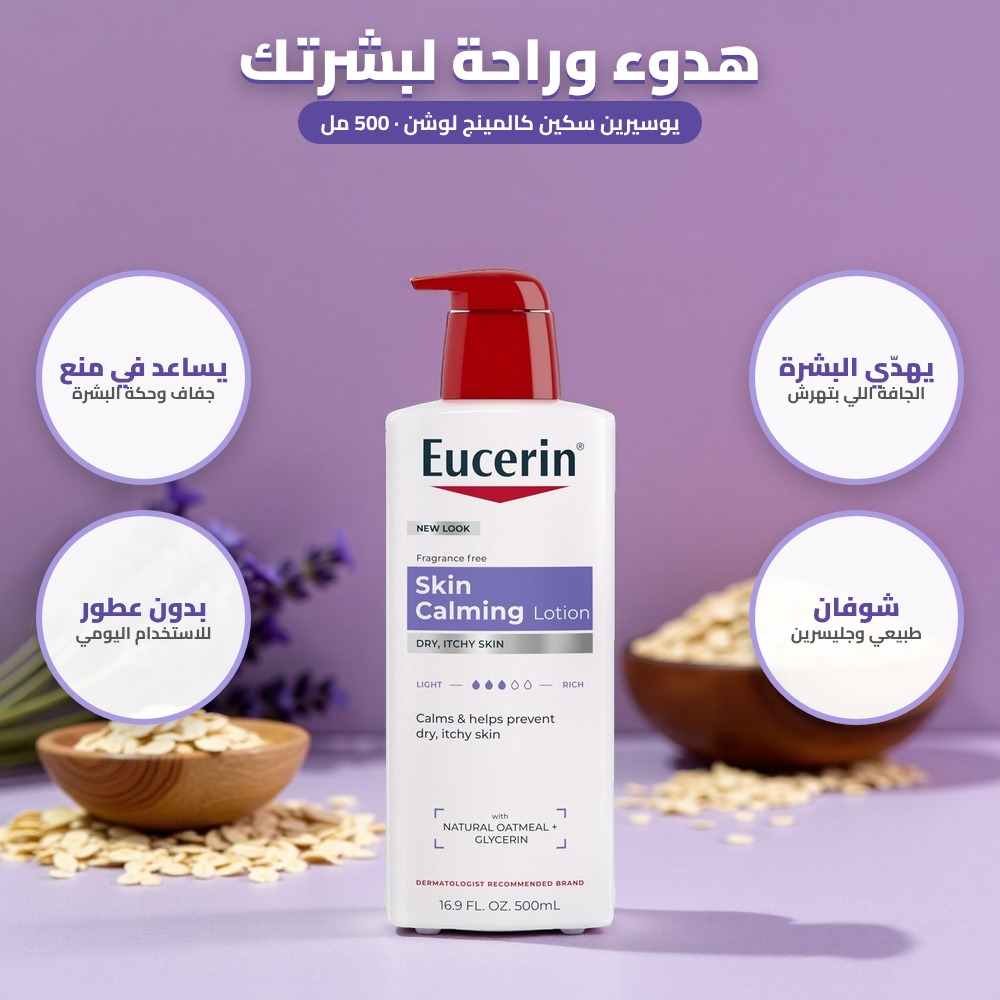 هدوء وراحة لبشرتك
يوسيرين سكين كالمينج لوشن · 500 مل
يهدّي البشرة
الجافة اللي بتهرش
يساعد في منع
جفاف وحكة البشرة
شوفان
طبيعي وجليسرين
بدون عطور
للاستخدام اليومي
Eucerin®
NEW LOOK
Fragrance free
Skin
Calming Lotion
DRY, ITCHY SKIN
LIGHT — — RICH
Calms & helps prevent
dry, itchy skin
with
NATURAL OATMEAL +
GLYCERIN
DERMATOLOGIST RECOMMENDED BRAND
16.9 FL. OZ. 500mL